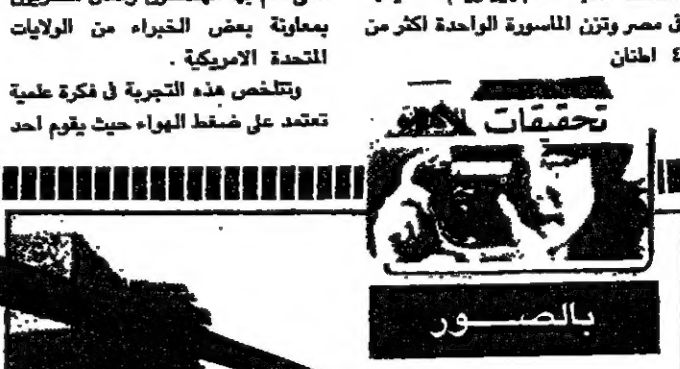 فى مصر وتزن الماسورة الواحدة اكثر من
٤ اطنان
بمعاونة بعض الخبراء من الولايات
المتحدة الامريكية .
وتتلخص هذه التجربة فى فكرة علمية
تعتمد على ضغط الهواء حيث يقوم احد
تحقيقات
بالصـــور